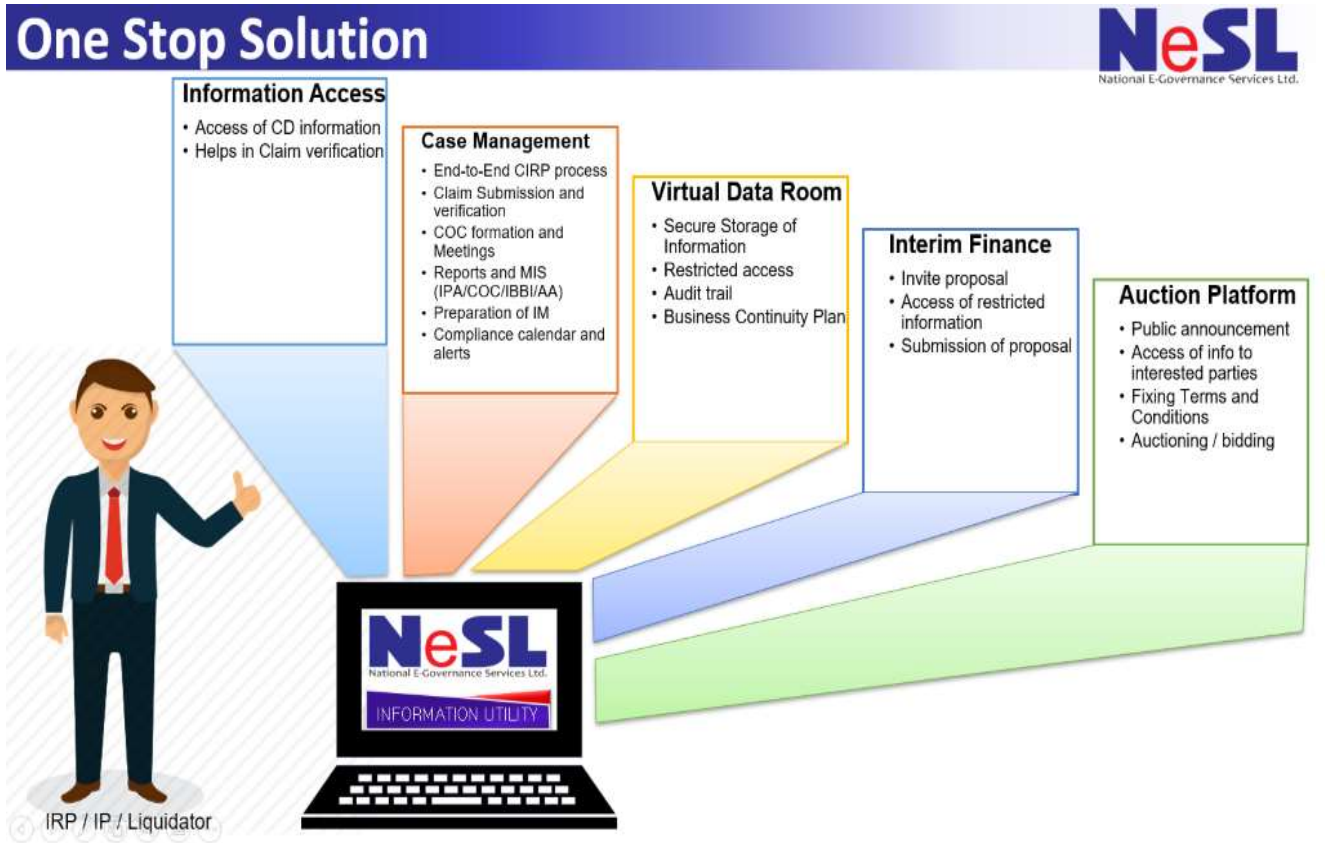 One Stop Solution
NeSL
National E-Governance Services Ltd.
Information Access
• Access of CD information
• Helps in Claim verification
Case Management
• End-to-End CIRP process
• Claim Submission and
verification
• COC formation and
Meetings
• Reports and MIS
(IPA/COC/IBBI/AA)
• Preparation of IM
• Compliance calendar and
alerts
Virtual Data Room
• Secure Storage of
Information
• Restricted access
• Audit trail
• Business Continuity Plan
Interim Finance
• Invite proposal
• Access of restricted
information
• Submission of proposal
Auction Platform
• Public announcement
• Access of info to
interested parties
• Fixing Terms and
Conditions
• Auctioning / bidding
NeSL
National E-Governance Services Ltd.
INFORMATION UTILITY
IRP / IP / Liquidator